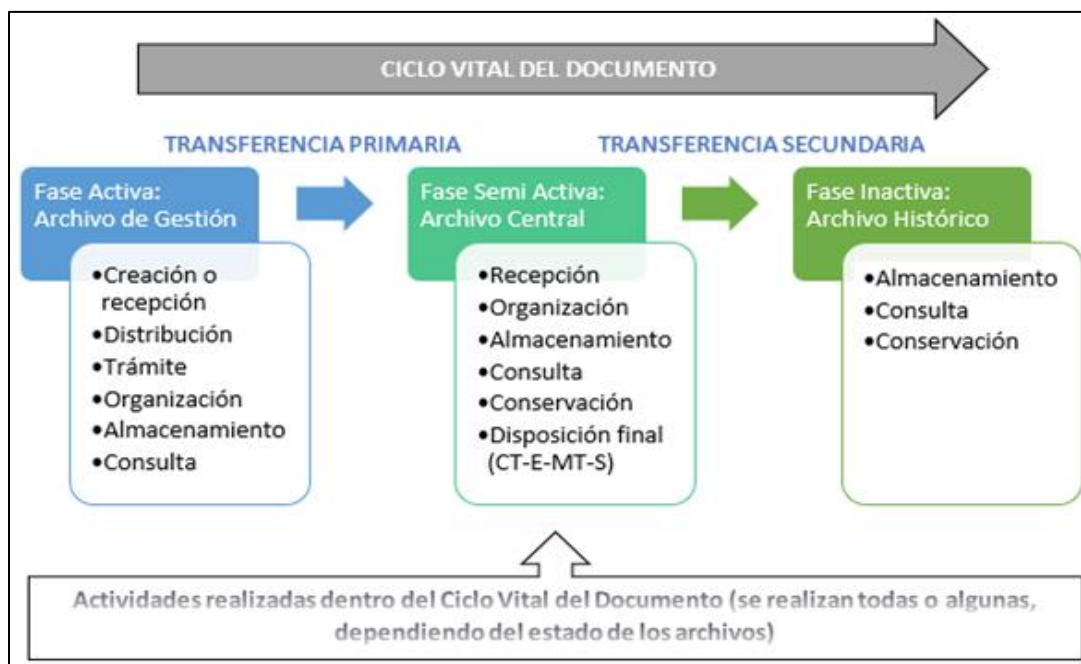 CICLO VITAL DEL DOCUMENTO
TRANSFERENCIA PRIMARIA
TRANSFERENCIA SECUNDARIA
Fase Activa:
Archivo de Gestión
•Creación o
recepción
•Distribución
•Trámite
•Organización
•Almacenamiento
•Consulta
Fase Semi Activa:
Archivo Central
•Recepción
•Organización
•Almacenamiento
•Consulta
•Conservación
•Disposición final
(CT-E-MT-S)
Fase Inactiva:
Archivo Histórico
•Almacenamiento
•Consulta
•Conservación
Actividades realizadas dentro del Ciclo Vital del Documento (se realizan todas o algunas,
dependiendo del estado de los archivos)